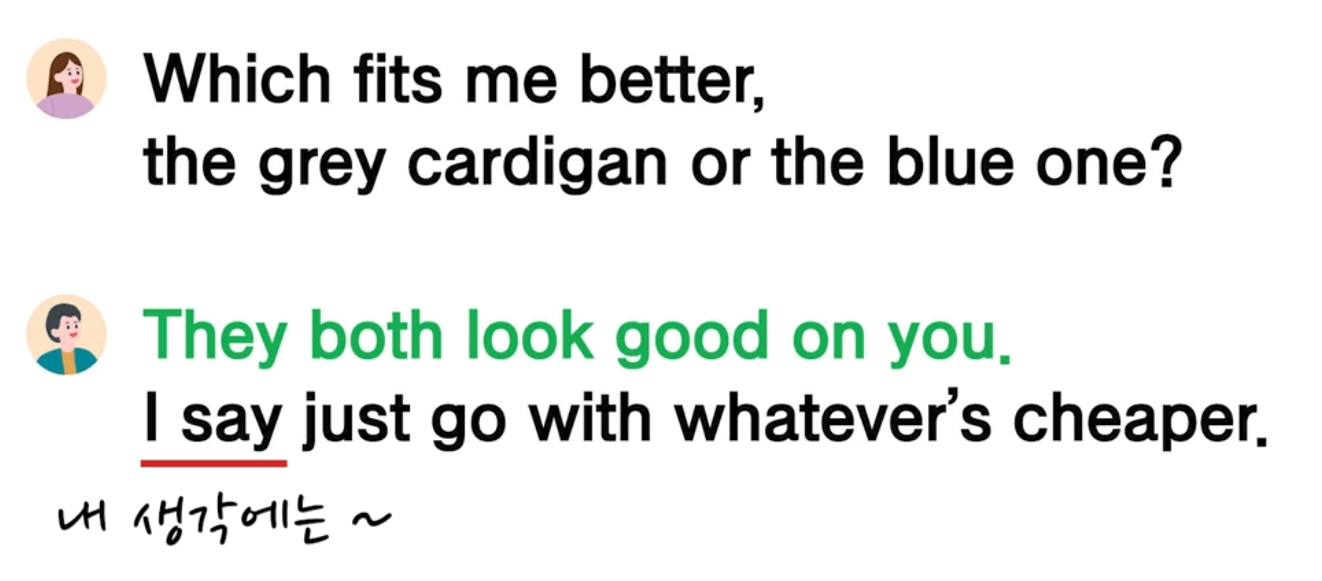 Which fits me better,
the grey cardigan or the blue one?
They both look good on you.
I say just go with whatever's cheaper.
내 생각에는 ~